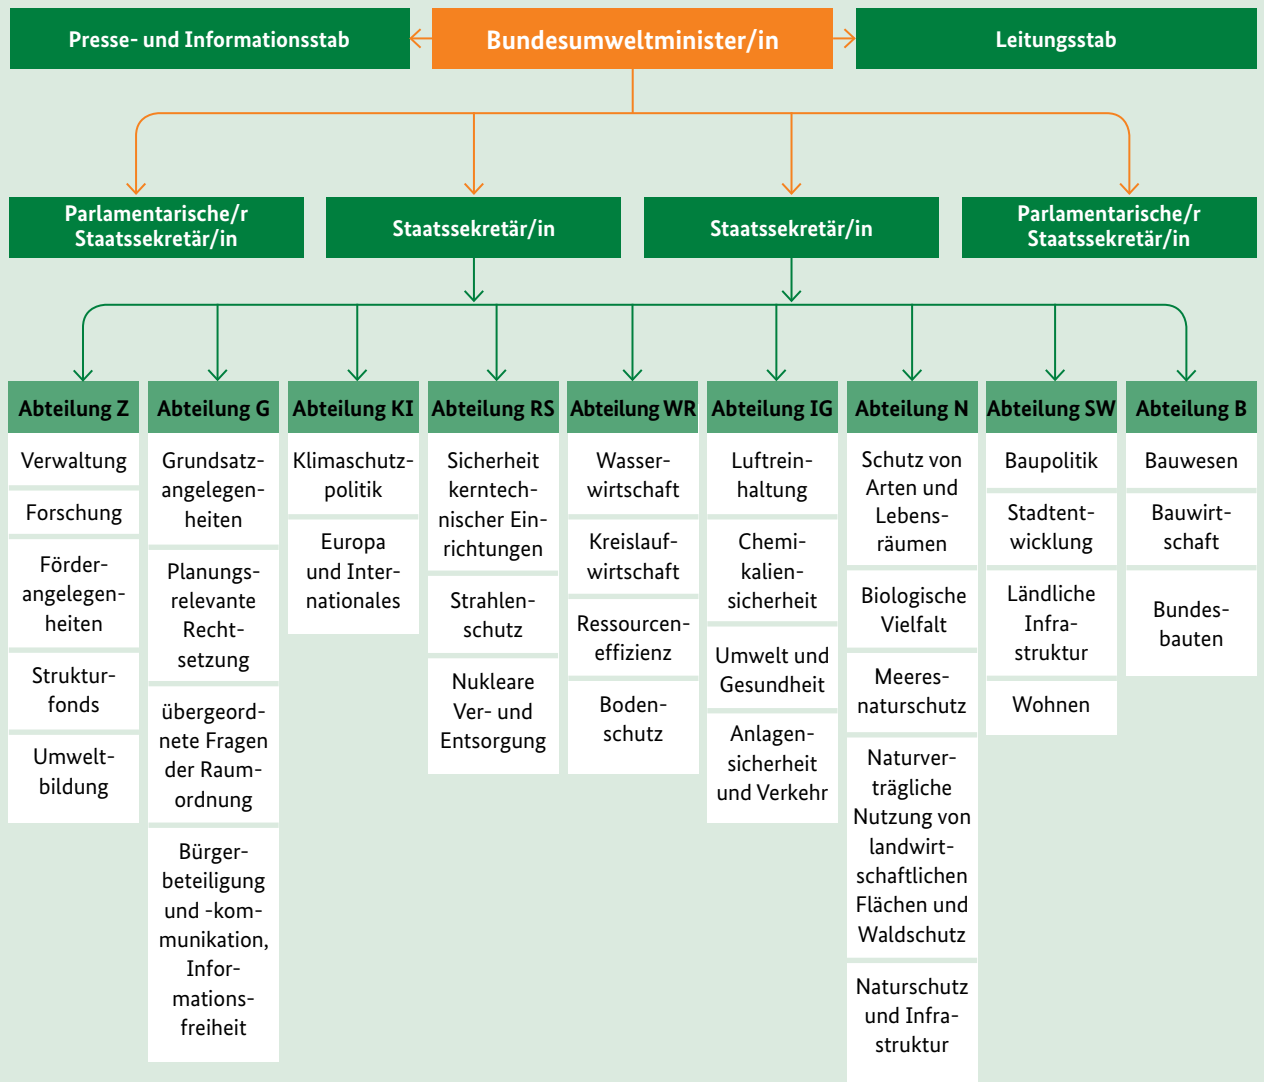 Presse- und Informationsstab
Bundesumweltminister/in
Leitungsstab
Parlamentarische/r
Staatssekretär/in
Staatssekretär/in
Staatssekretär/in
Parlamentarische/r
Staatssekretär/in
Abteilung Z
Verwaltung
Forschung
Förder-
angelegen-
heiten
Struktur-
fonds
Umwelt-
bildung
Abteilung G
Grundsatz-
angelegen-
heiten
Planungs-
relevante
Recht-
setzung
übergeord-
nete Fragen
der Raum-
ordnung
Bürger-
beteiligung
und -kom-
munikation,
Infor-
mations-
freiheit
Abteilung KI
Klimaschutz-
politik
Europa
und Inter-
nationales
Abteilung RS
Sicherheit
kerntech-
nischer Ein-
richtungen
Strahlen-
schutz
Nukleare
Ver- und
Entsorgung
Abteilung WR
Wasser-
wirtschaft
Kreislauf-
wirtschaft
Ressourcen-
effizienz
Boden-
schutz
Abteilung IG
Luftrein-
haltung
Chemi-
kalien-
sicherheit
Umwelt und
Gesundheit
Anlagen-
sicherheit
und Verkehr
Abteilung N
Schutz von
Arten und
Lebens-
räumen
Biologische
Vielfalt
Meeres-
naturschutz
Naturver-
trägliche
Nutzung von
landwirt-
schaftlichen
Flächen und
Waldschutz
Naturschutz
und Infra-
struktur
Abteilung SW
Baupolitik
Stadtent-
wicklung
Ländliche
Infra-
struktur
Wohnen
Abteilung B
Bauwesen
Bauwirt-
schaft
Bundes-
bauten